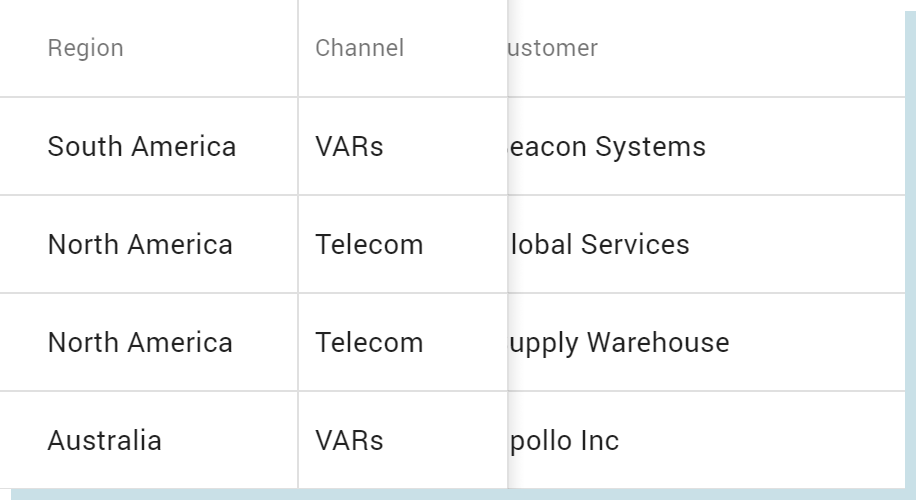 Region Channel ustomer
South America VARs eacon Systems
North America Telecom lobal Services
North America Telecom upply Warehouse
Australia VARs pollo Inc